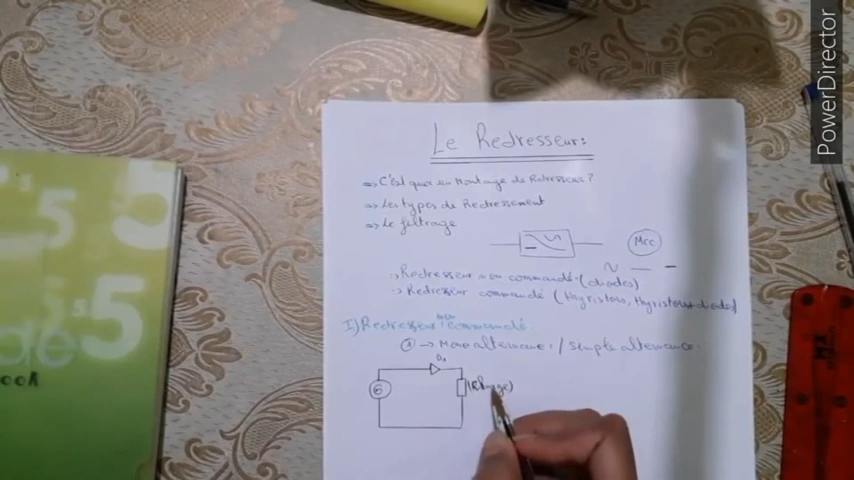 Le Redresseur:
=> C'est quoi un Montage de Redresseur?
=> Les types de Redressement
=> Le filtrage
Mcc
Redresseur non commandé (diodes)
Redresseur commandé (thyristors, thyristors-diodes)
I) Redresseur non commandé.
① → Mono alternance: / Simple alternance.
D1
G
PowerDirector